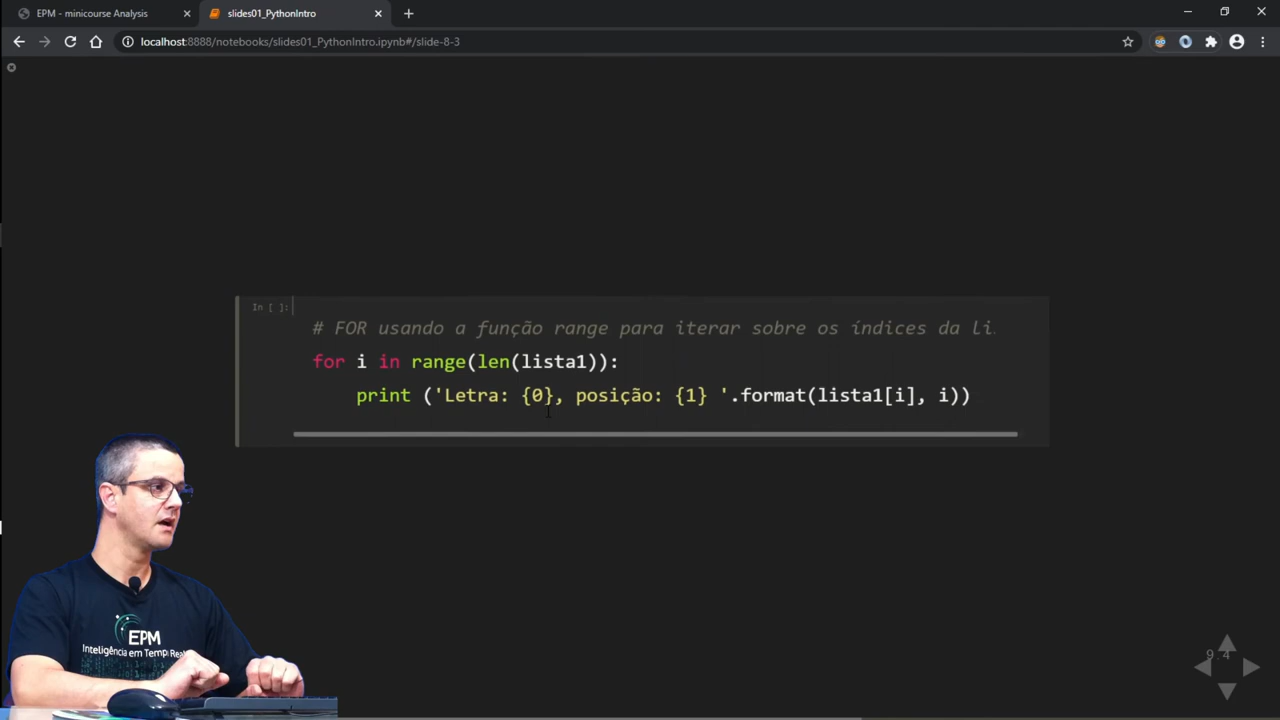 EPM - minicourse Analysis
slides01_PythonIntro
localhost:8888/notebooks/slides01_PythonIntro.ipynb#/slide-8-3
In [ ]:
# FOR usando a função range para iterar sobre os índices da li
for i in range(len(lista1)):
print ('Letra: {0}, posição: {1} '.format(lista1[i], i))
EPM
Inteligência em Tempo Real
9.4